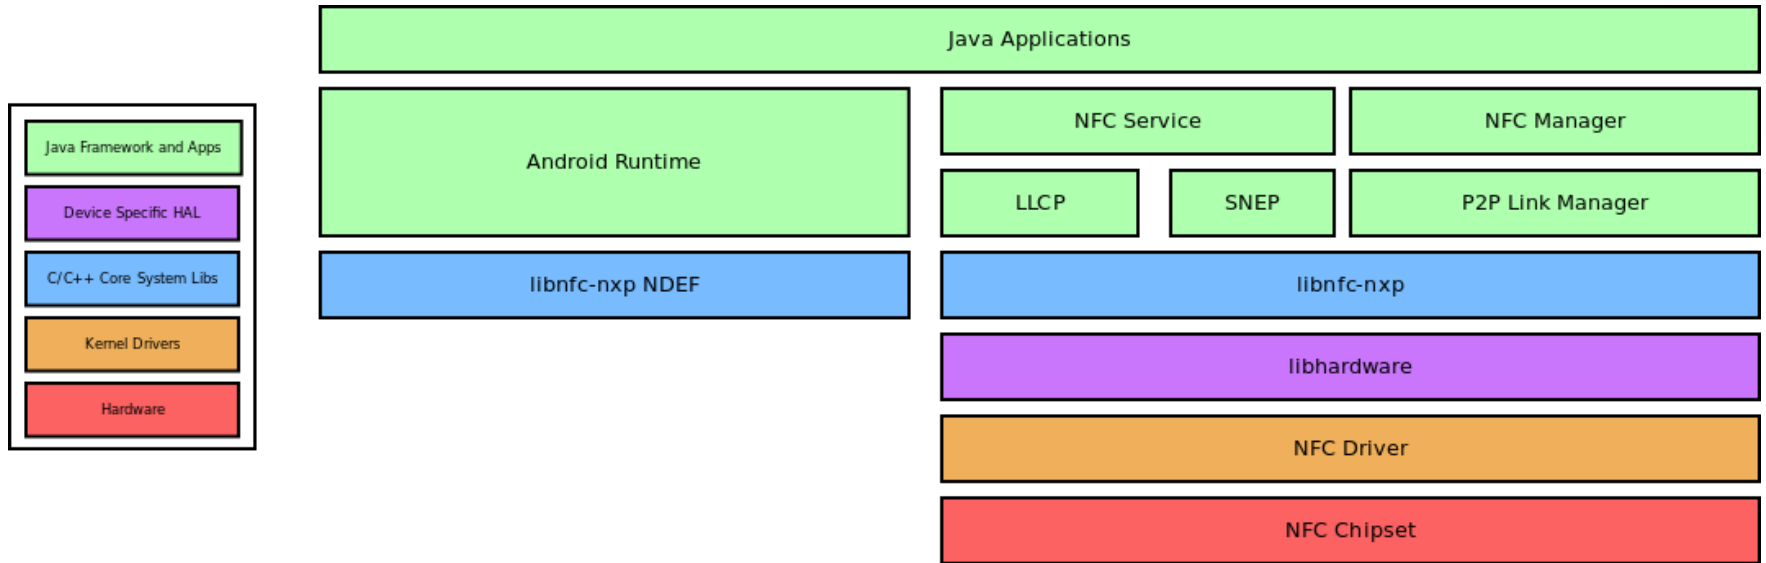 Java Applications
Java Framework and Apps
Device Specific HAL
C/C++ Core System Libs
Kernel Drivers
Hardware
Android Runtime
NFC Service
NFC Manager
LLCP
SNEP
P2P Link Manager
libnfc-nxp NDEF
libnfc-nxp
libhardware
NFC Driver
NFC Chipset